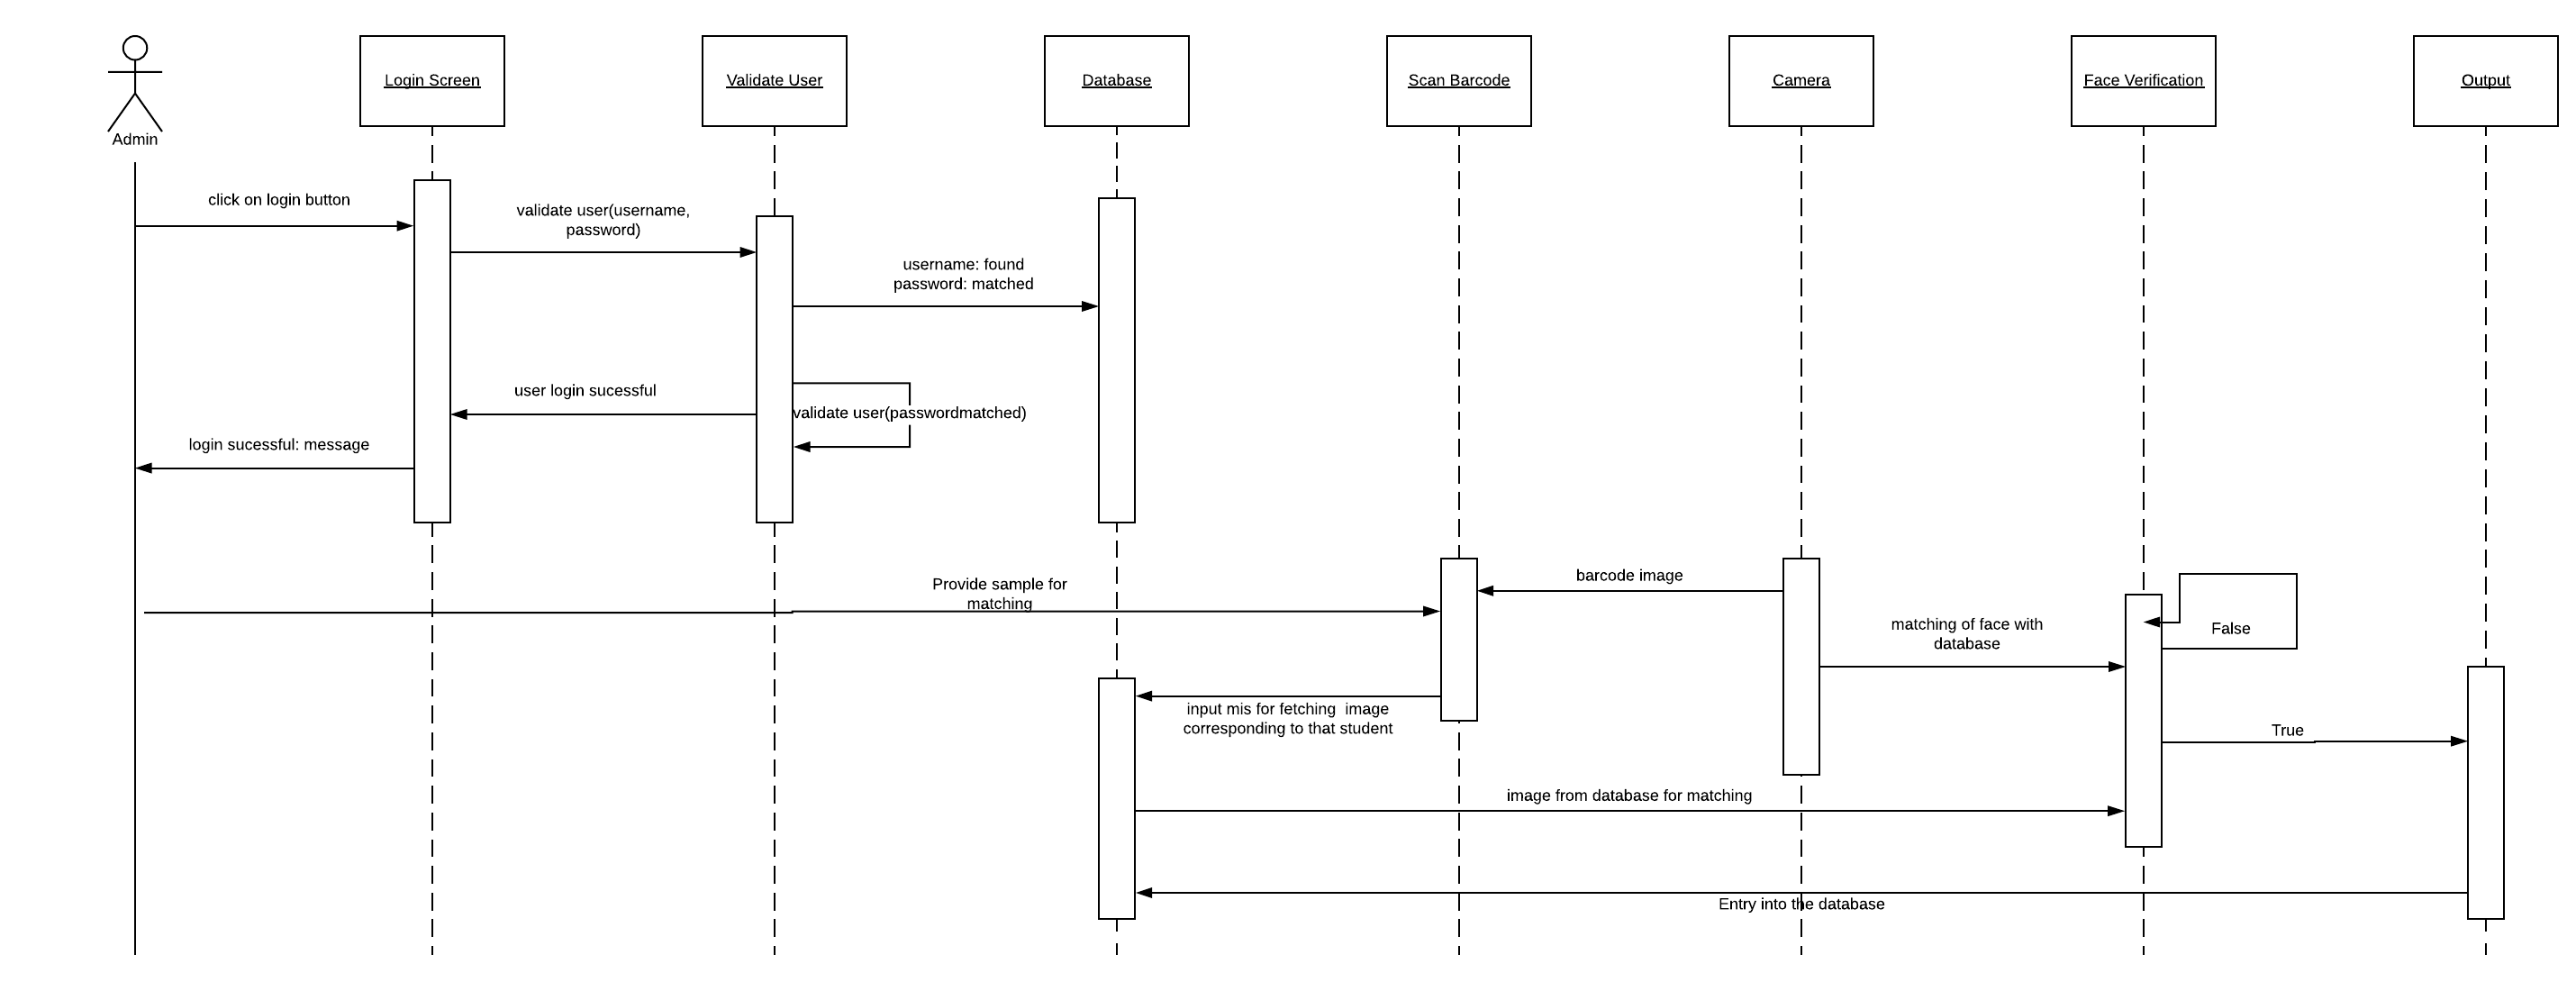 Login Screen
Validate User
Database
Scan Barcode
Camera
Face Verification
Output
Admin
click on login button
validate user(username,
password)
username: found
password: matched
user login sucessful
validate user(passwordmatched)
login sucessful: message
Provide sample for
matching
barcode image
matching of face with
database
False
input mis for fetching  image
corresponding to that student
True
image from database for matching
Entry into the database